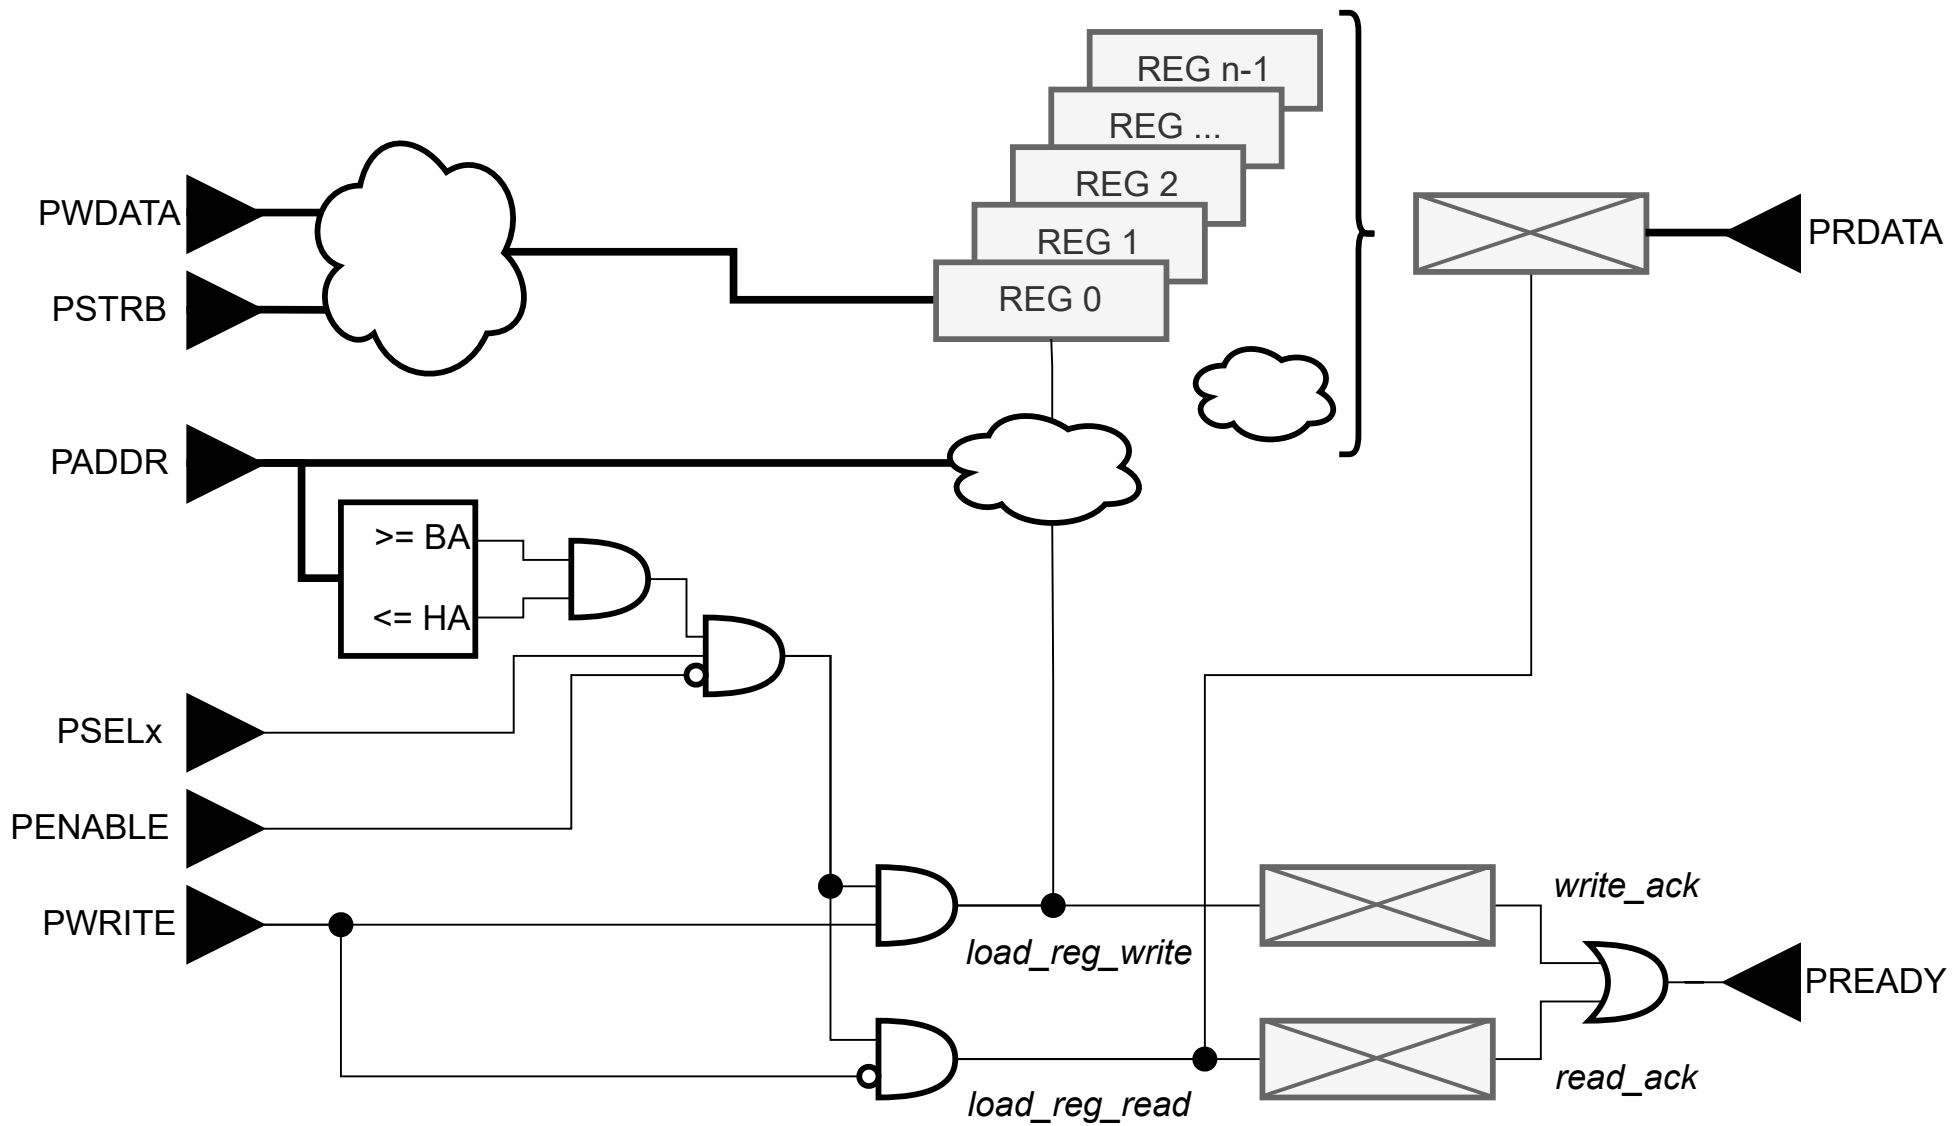 REG n-1
REG ...
REG 2
REG 1
REG 0
PWDATA
PSTRB
PRDATA
PADDR
>= BA
<= HA
PSELx
PENABLE
PWRITE
load_reg_write
write_ack
PREADY
load_reg_read
read_ack